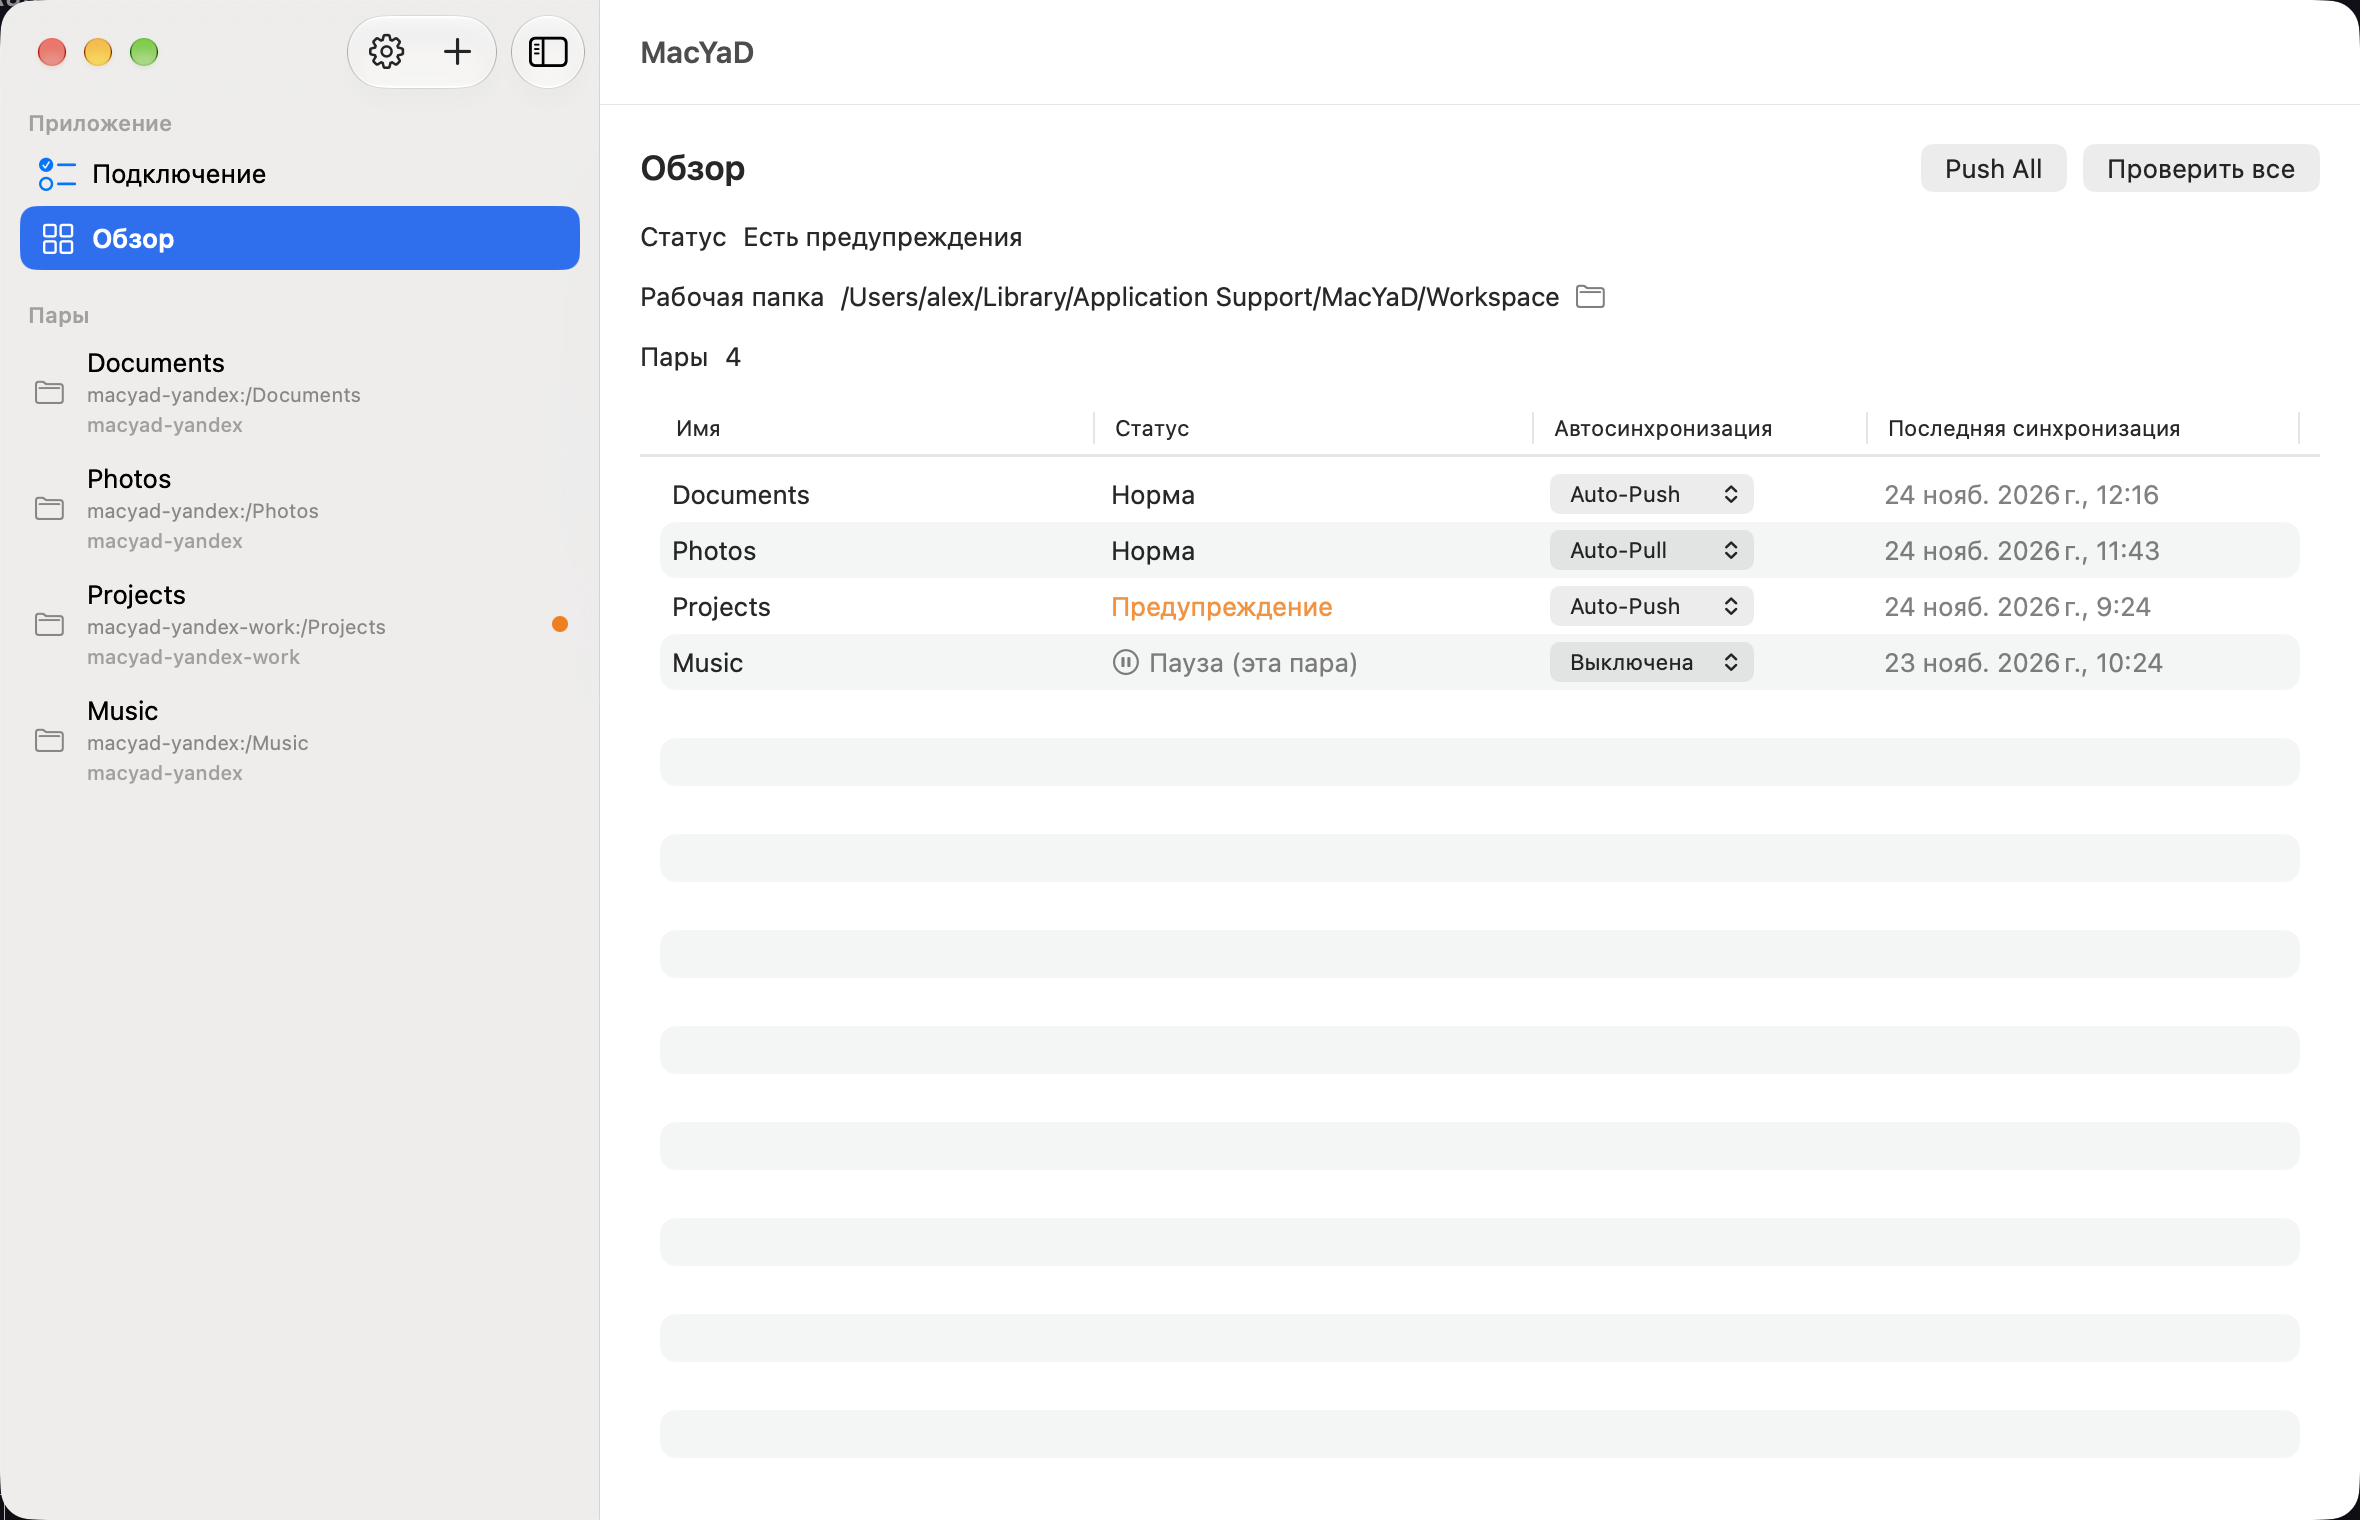 MacYaD
Приложение
Подключение
Обзор
Пары
Documents
macyad-yandex:/Documents
macyad-yandex
Photos
macyad-yandex:/Photos
macyad-yandex
Projects
macyad-yandex-work:/Projects
macyad-yandex-work
Music
macyad-yandex:/Music
macyad-yandex
Обзор Push All Проверить все
Статус Есть предупреждения
Рабочая папка /Users/alex/Library/Application Support/MacYaD/Workspace
Пары 4
Имя Статус Автосинхронизация Последняя синхронизация
Documents Норма Auto-Push 24 нояб. 2026 г., 12:16
Photos Норма Auto-Pull 24 нояб. 2026 г., 11:43
Projects Предупреждение Auto-Push 24 нояб. 2026 г., 9:24
Music Пауза (эта пара) Выключена 23 нояб. 2026 г., 10:24